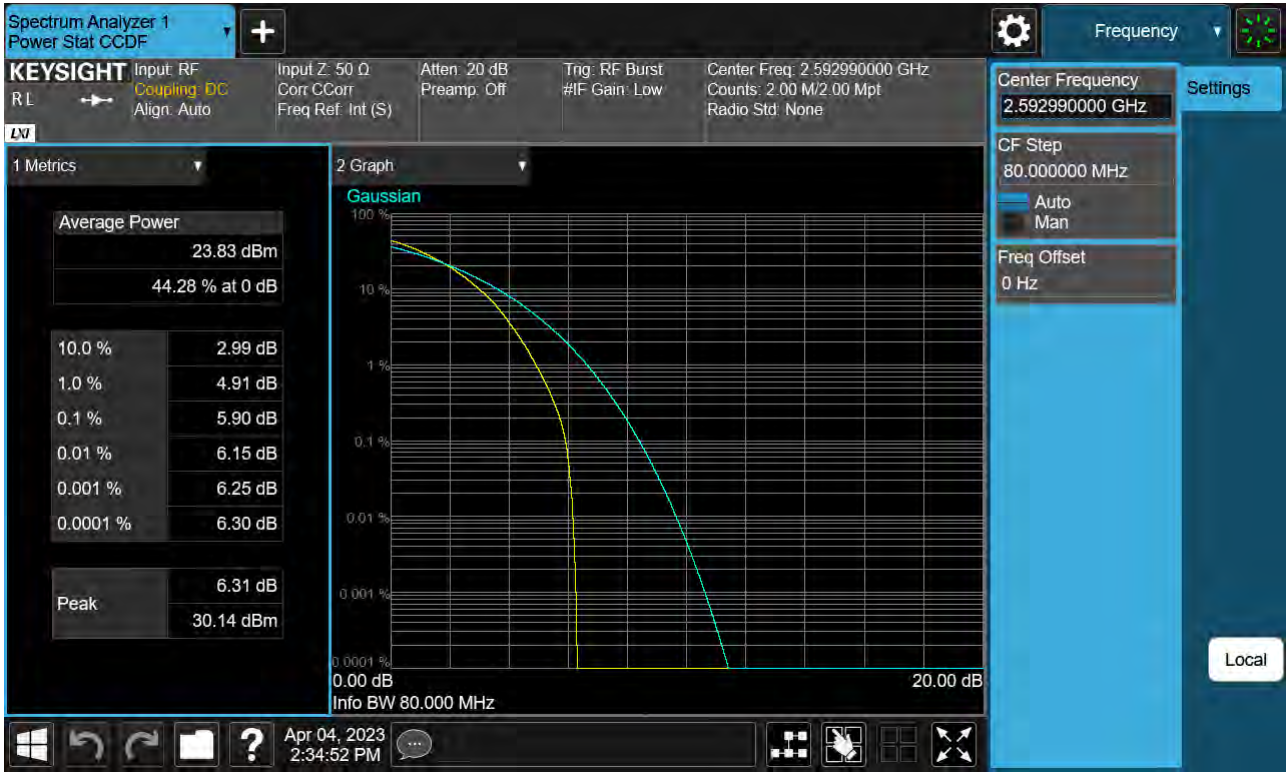 Spectrum Analyzer 1
Power Stat CCDF
Frequency
KEYSIGHT
RL
LXI
Input: RF
Coupling: DC
Align: Auto
Input Z: 50 Ω
Corr CCorr
Freq Ref: Int (S)
Atten: 20 dB
Preamp: Off
Trig: RF Burst
#IF Gain: Low
Center Freq: 2.592990000 GHz
Counts: 2.00 M/2.00 Mpt
Radio Std: None
1 Metrics
Average Power
23.83 dBm
44.28 % at 0 dB
10.0 % 2.99 dB
1.0 % 4.91 dB
0.1 % 5.90 dB
0.01 % 6.15 dB
0.001 % 6.25 dB
0.0001 % 6.30 dB
Peak
6.31 dB
30.14 dBm
2 Graph
Gaussian
100 %
10 %
1 %
0.1 %
0.01 %
0.001 %
0.0001 %
0.00 dB 20.00 dB
Info BW 80.000 MHz
Center Frequency
2.592990000 GHz
CF Step
80.000000 MHz
Auto
Man
Freq Offset
0 Hz
Settings
Local
?
Apr 04, 2023
2:34:52 PM